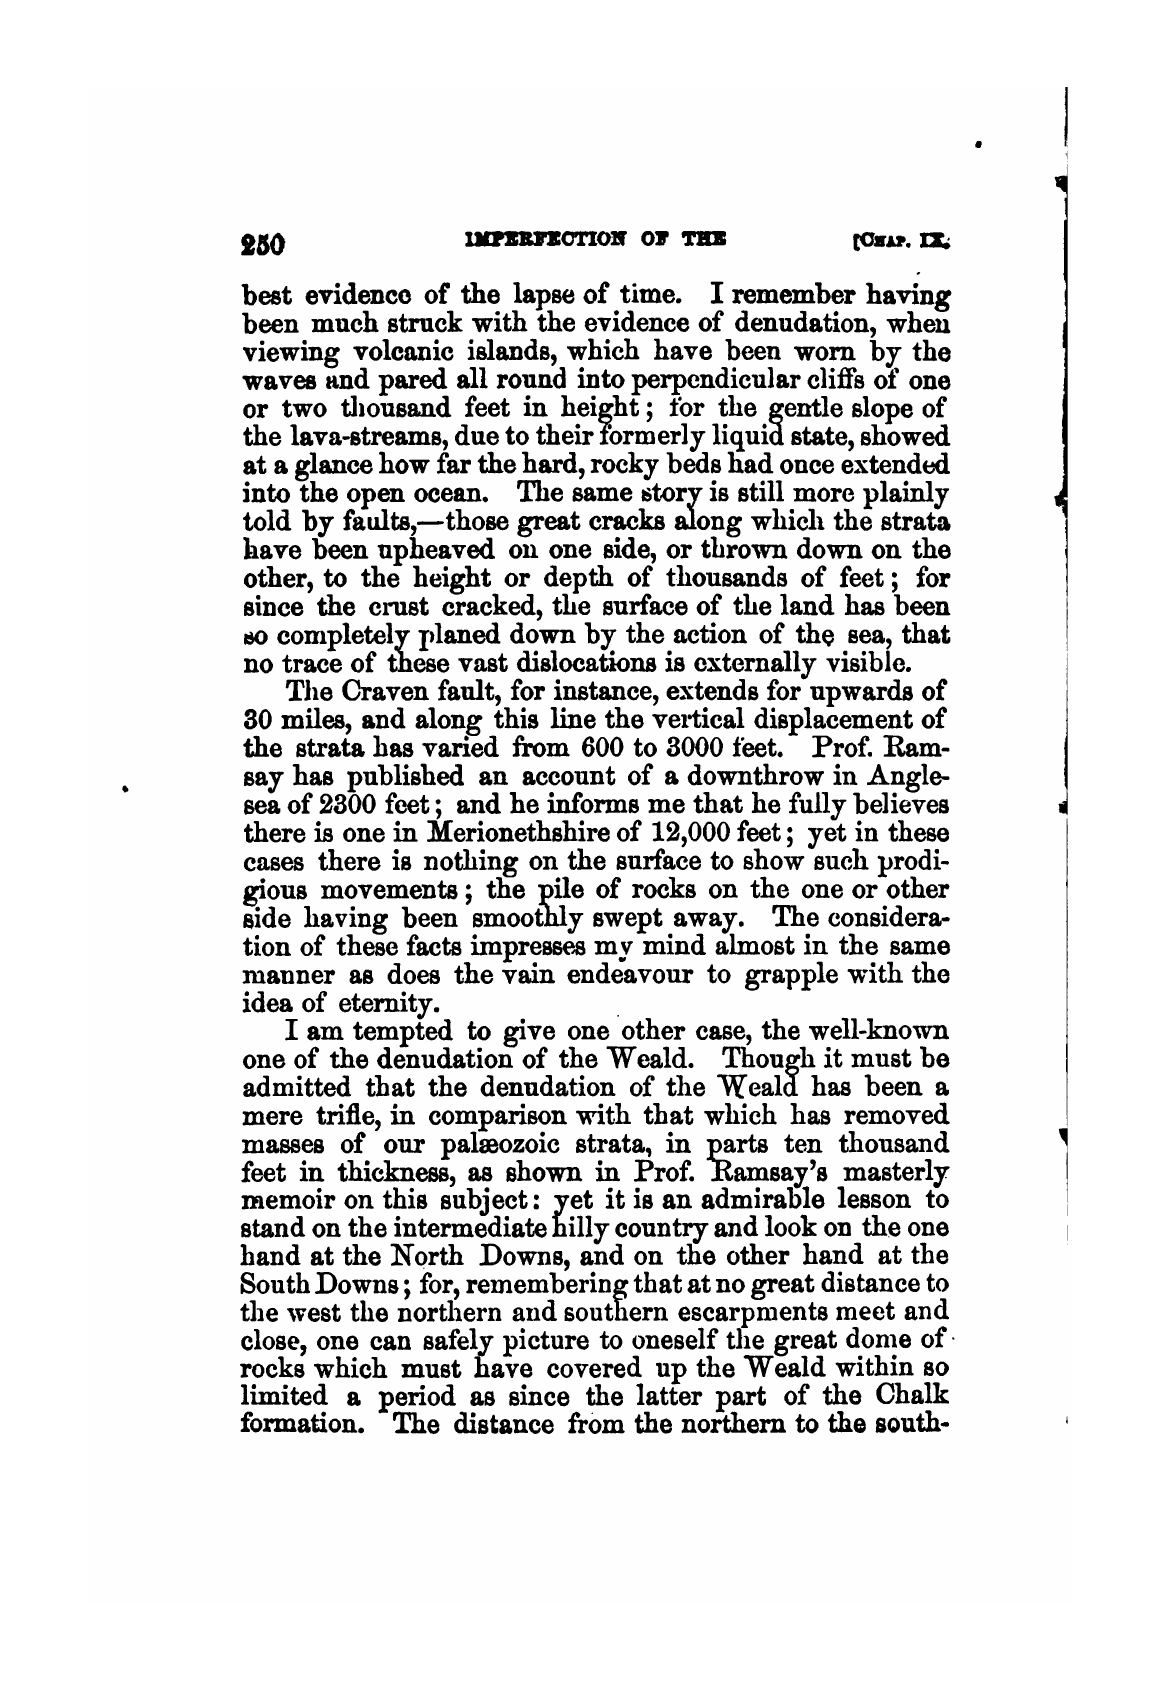 250 IMPERFECTION OF THE [CHAP. IX.
best evidence of the lapse of time. I remember having
been much struck with the evidence of denudation, when
viewing volcanic islands, which have been worn by the
waves and pared all round into perpendicular cliffs of one
or two thousand feet in height; for the gentle slope of
the lava-streams, due to their formerly liquid state, showed
at a glance how far the hard, rocky beds had once extended
into the open ocean. The same story is still more plainly
told by faults,—those great cracks along which the strata
have been upheaved on one side, or thrown down on the
other, to the height or depth of thousands of feet; for
since the crust cracked, the surface of the land has been
so completely planed down by the action of the sea, that
no trace of these vast dislocations is externally visible.
The Craven fault, for instance, extends for upwards of
30 miles, and along this line the vertical displacement of
the strata has varied from 600 to 3000 feet. Prof. Ram-
say has published an account of a downthrow in Angle-
sea of 2300 feet; and he informs me that he fully believes
there is one in Merionethshire of 12,000 feet; yet in these
cases there is nothing on the surface to show such prodi-
gious movements; the pile of rocks on the one or other
side having been smoothly swept away. The considera-
tion of these facts impresses my mind almost in the same
manner as does the vain endeavour to grapple with the
idea of eternity.
I am tempted to give one other case, the well-known
one of the denudation of the Weald. Though it must be
admitted that the denudation of the Weald has been a
mere trifle, in comparison with that which has removed
masses of our palæozoic strata, in parts ten thousand
feet in thickness, as shown in Prof. Ramsay's masterly
memoir on this subject: yet it is an admirable lesson to
stand on the intermediate hilly country and look on the one
hand at the North Downs, and on the other hand at the
South Downs; for, remembering that at no great distance to
the west the northern and southern escarpments meet and
close, one can safely picture to oneself the great dome of
rocks which must have covered up the Weald within so
limited a period as since the latter part of the Chalk
formation. The distance from the northern to the south-